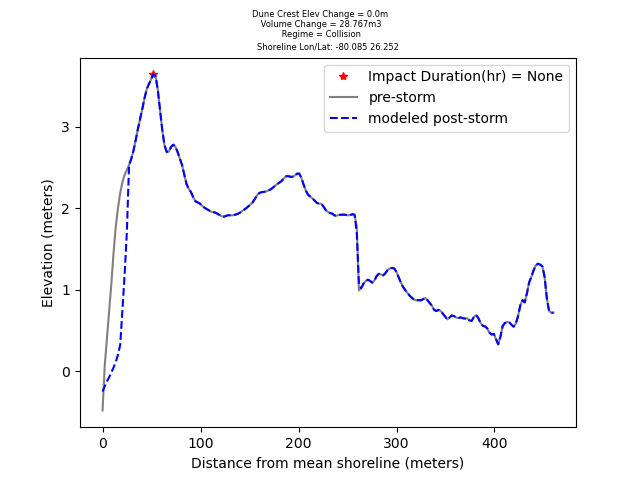 Dune Crest Elev Change = 0.0m
Volume Change = 28.767m3
Regime = Collision
Shoreline Lon/Lat: -80.085 26.252
Impact Duration(hr) = None
pre-storm
modeled post-storm
Elevation (meters)
3
2
1
0
0 100 200 300 400
Distance from mean shoreline (meters)